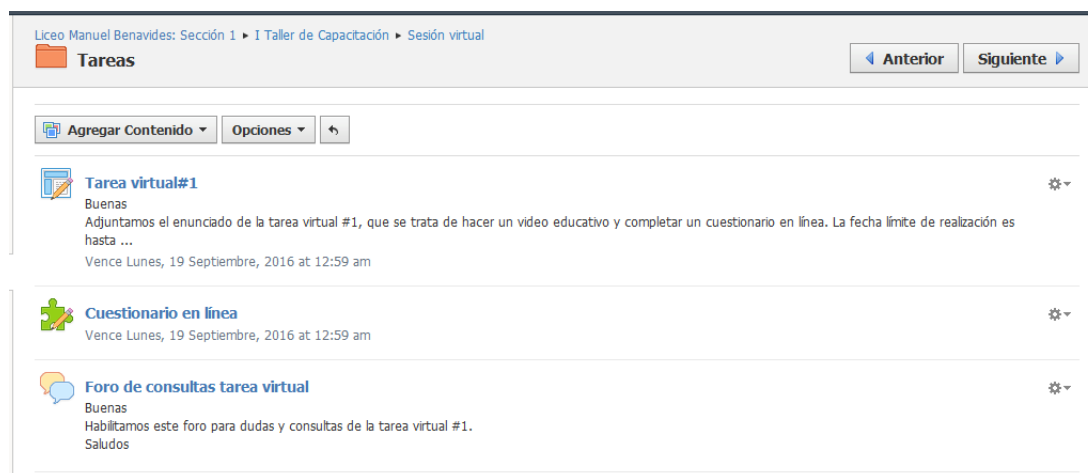 Liceo Manuel Benavides: Sección 1 ▸ I Taller de Capacitación ▸ Sesión virtual
Tareas
Anterior
Siguiente
Agregar Contenido
Opciones
Tarea virtual#1
Buenas
Adjuntamos el enunciado de la tarea virtual #1, que se trata de hacer un video educativo y completar un cuestionario en línea. La fecha límite de realización es
hasta ...
Vence Lunes, 19 Septiembre, 2016 at 12:59 am
Cuestionario en línea
Vence Lunes, 19 Septiembre, 2016 at 12:59 am
Foro de consultas tarea virtual
Buenas
Habilitamos este foro para dudas y consultas de la tarea virtual #1.
Saludos